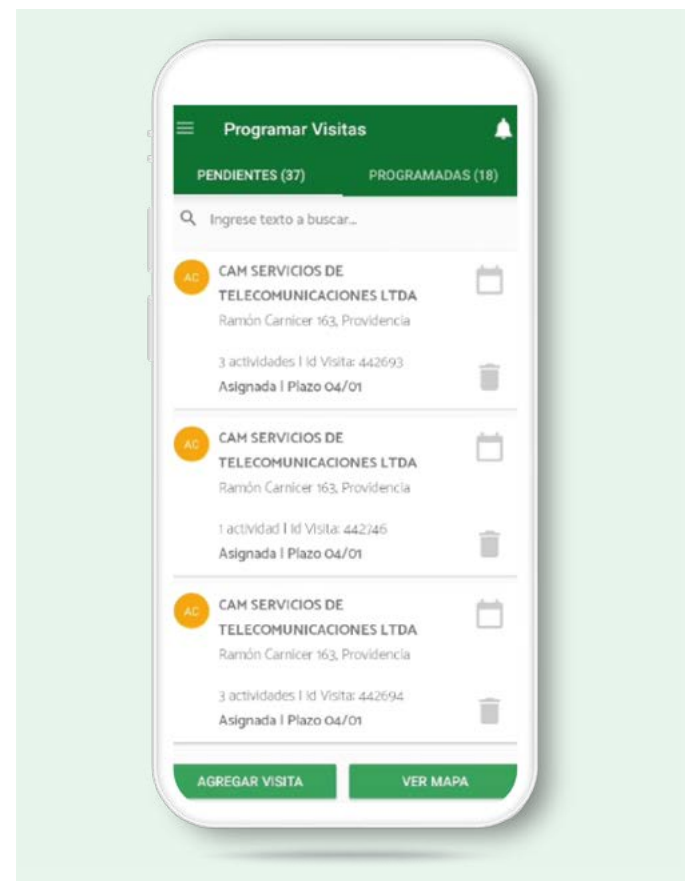 Programar Visitas
PENDIENTES (37)
PROGRAMADAS (18)
Ingrese texto a buscar...
AC
CAM SERVICIOS DE
TELECOMUNICACIONES LTDA
Ramón Carnicer 163, Providencia
3 actividades | Id Visita: 442693
Asignada | Plazo 04/01
AC
CAM SERVICIOS DE
TELECOMUNICACIONES LTDA
Ramón Carnicer 163, Providencia
1 actividad | Id Visita: 442746
Asignada | Plazo 04/01
AC
CAM SERVICIOS DE
TELECOMUNICACIONES LTDA
Ramón Carnicer 163, Providencia
3 actividades | Id Visita: 442694
Asignada | Plazo 04/01
AGREGAR VISITA
VER MAPA